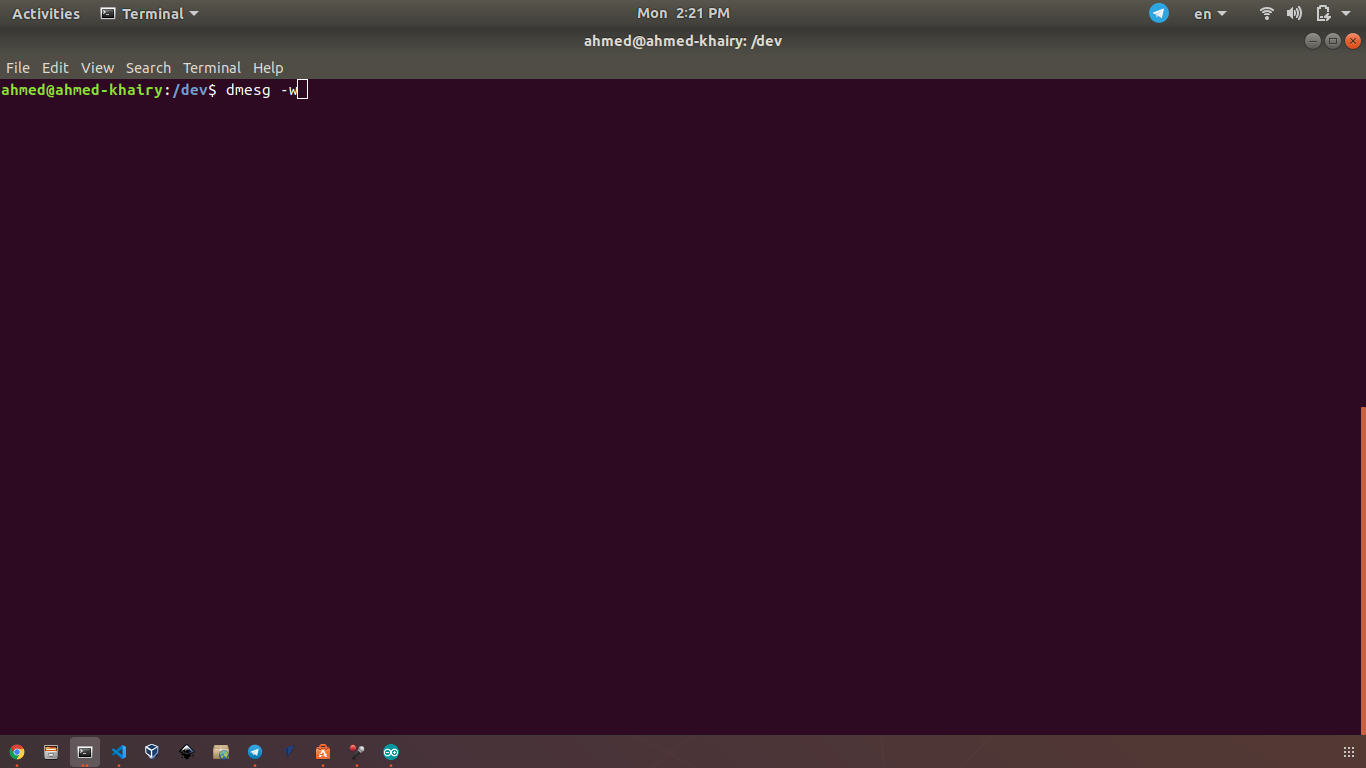 Activities Terminal Mon 2:21 PM en
ahmed@ahmed-khairy: /dev
File Edit View Search Terminal Help
ahmed@ahmed-khairy:/dev$ dmesg -w